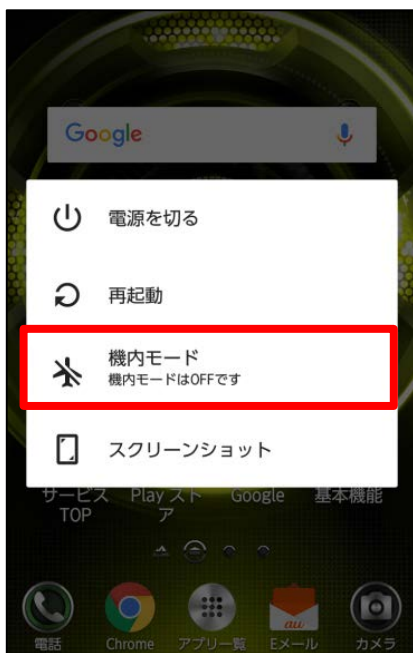 Google
電源を切る
再起動
機内モード
機内モードはOFFです
スクリーンショット
サービス Play スト Google 基本機能
TOP ア
au
電話 Chrome アプリ一覧 Eメール カメラ